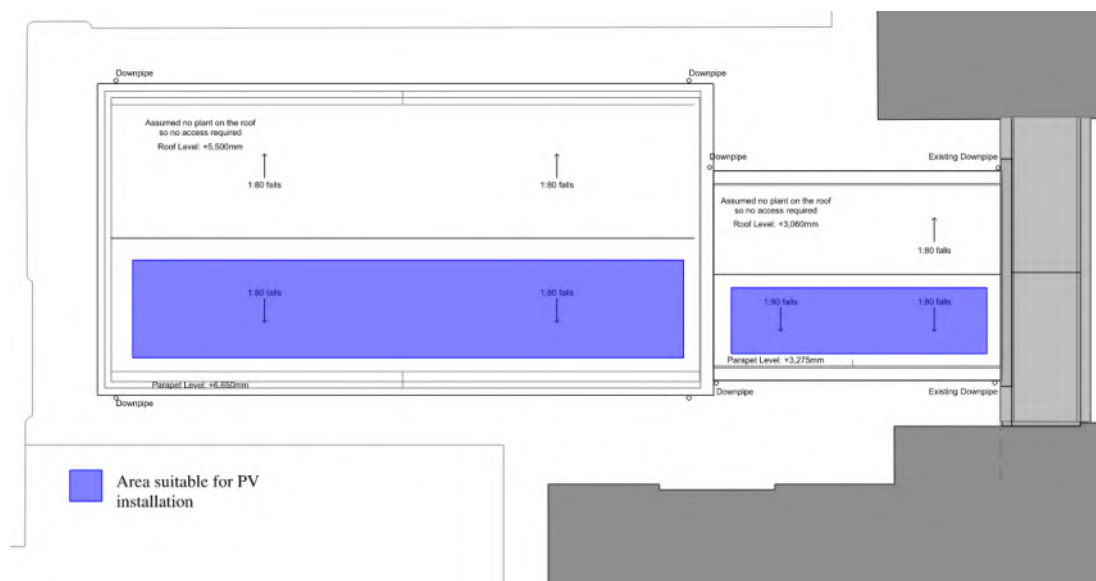 Downpipe
Downpipe
Assumed no plant on the roof
so no access required
Roof Level: +5,500mm
1:80 falls
1:80 falls
Downpipe
Existing Downpipe
Assumed no plant on the roof
so no access required
Roof Level: +3,060mm
1:80 falls
1:80 falls
1:80 falls
1:80 falls
1:80 falls
Parapet Level: +3,275mm
Parapet Level: +6,650mm
Downpipe
Downpipe
Existing Downpipe
Area suitable for PV
installation